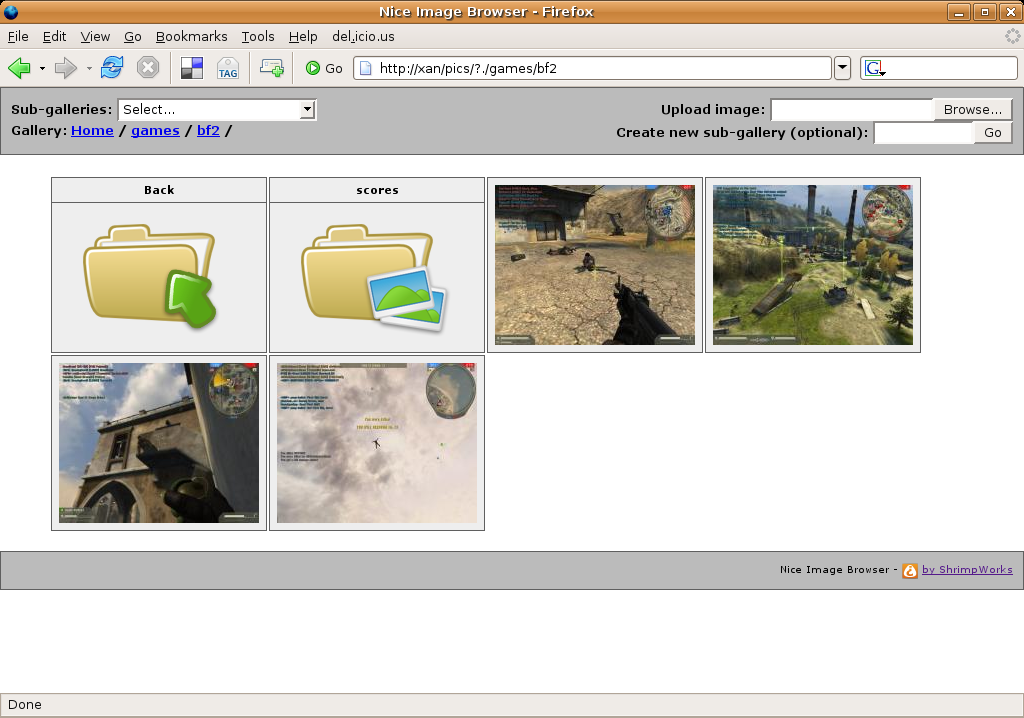 Nice Image Browser - Firefox
File Edit View Go Bookmarks Tools Help del.icio.us
TAG Go http://xan/pics/?./games/bf2 G
Sub-galleries: Select... Upload image: Browse...
Gallery: Home / games / bf2 / Create new sub-gallery (optional): Go
Back scores
Nice Image Browser - by ShrimpWorks
Done